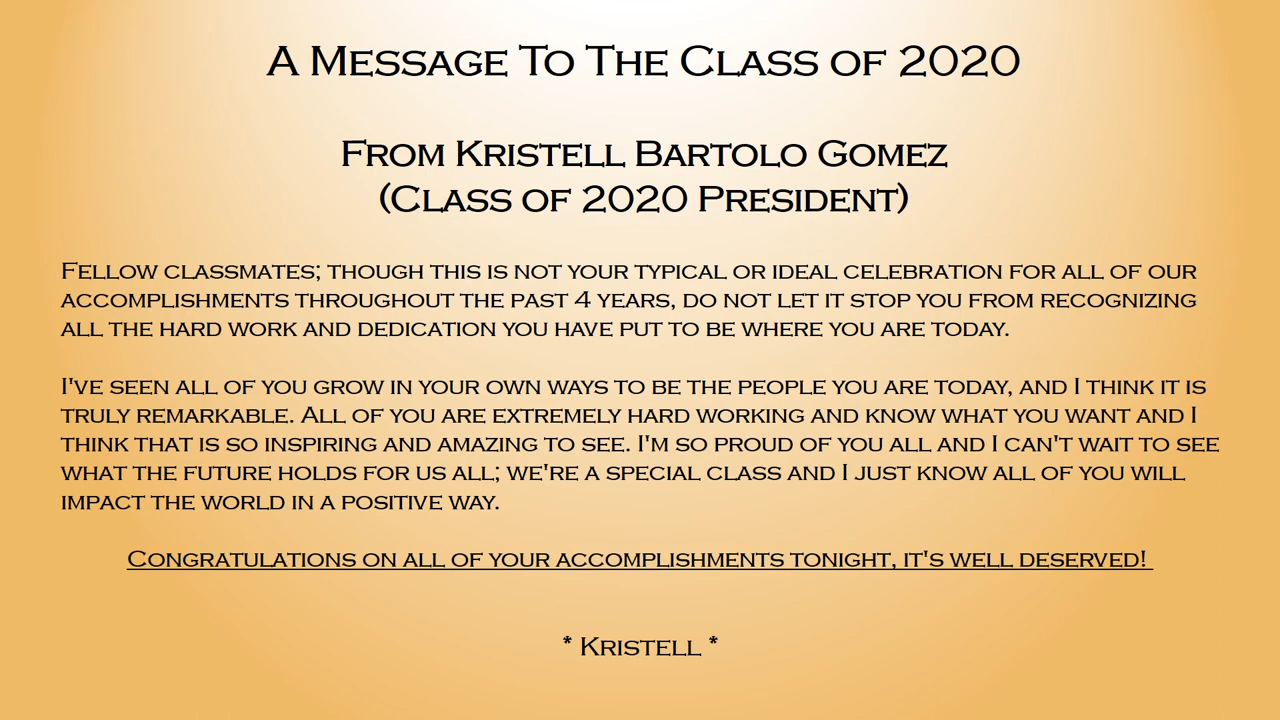 A Message To The Class of 2020
From Kristell Bartolo Gomez
(Class of 2020 President)
Fellow classmates; though this is not your typical or ideal celebration for all of our
accomplishments throughout the past 4 years, do not let it stop you from recognizing
all the hard work and dedication you have put to be where you are today.
I've seen all of you grow in your own ways to be the people you are today, and I think it is
truly remarkable. All of you are extremely hard working and know what you want and I
think that is so inspiring and amazing to see. I'm so proud of you all and I can't wait to see
what the future holds for us all; we're a special class and I just know all of you will
impact the world in a positive way.
Congratulations on all of your accomplishments tonight, it's well deserved!
* Kristell *